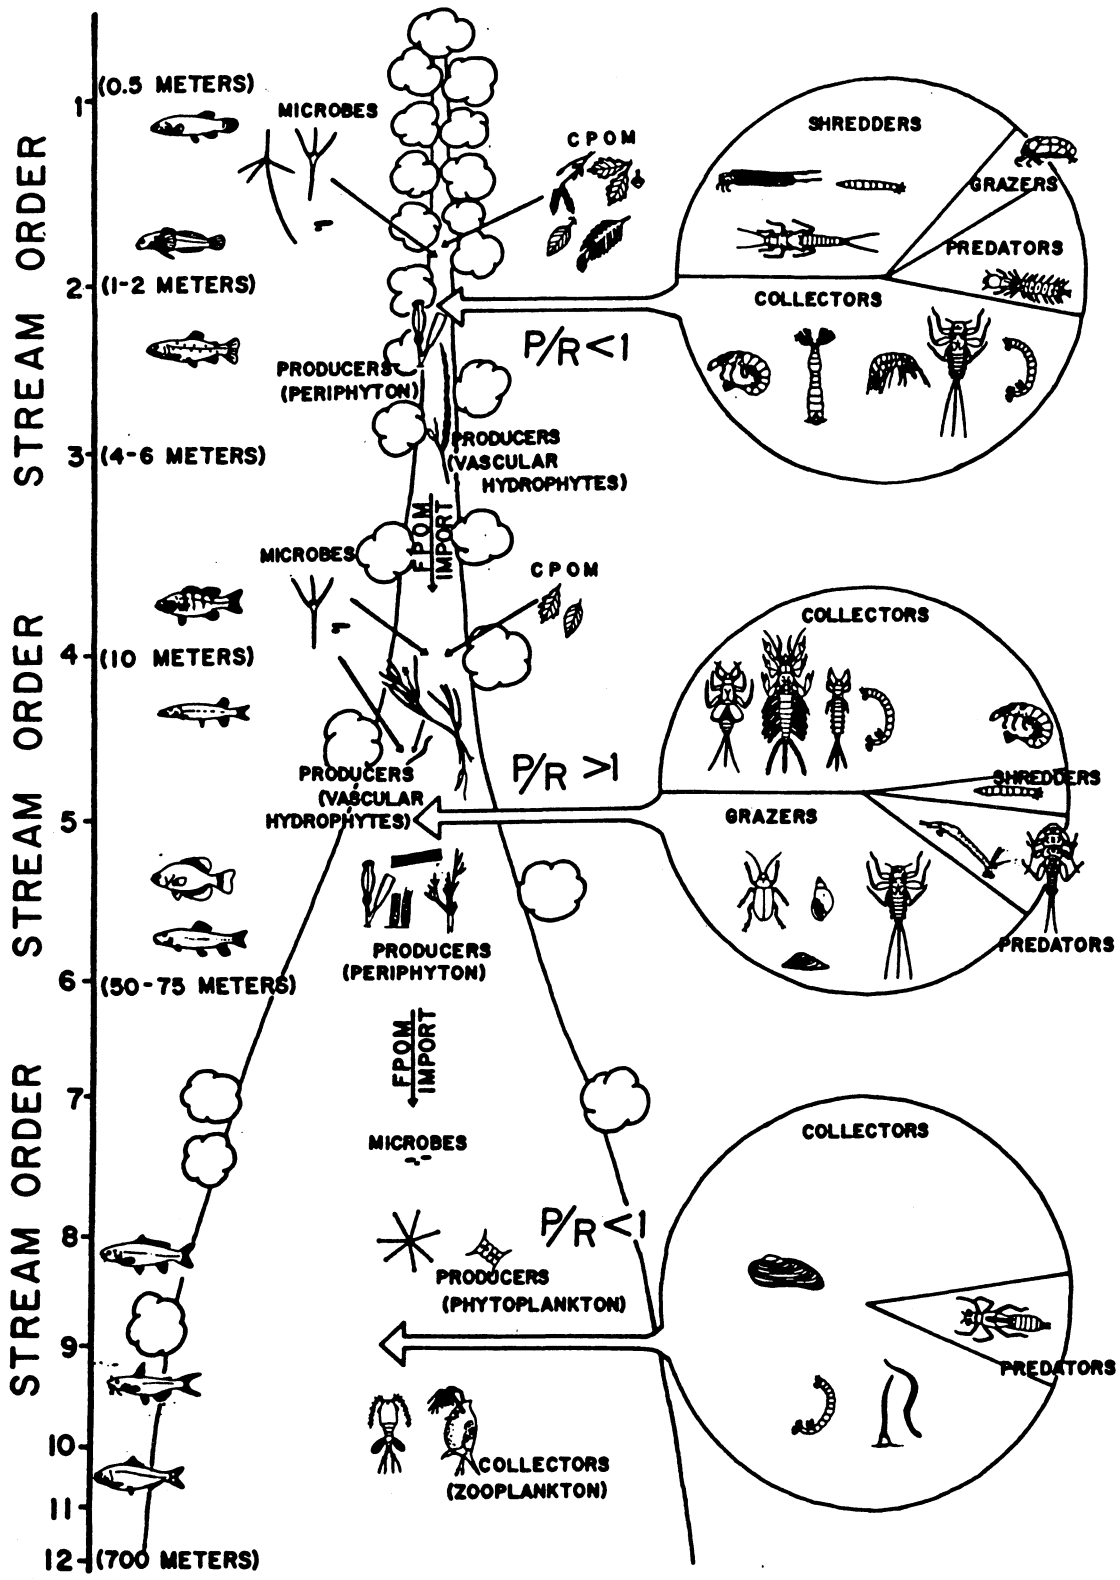 STREAM ORDER
STREAM ORDER
STREAM ORDER
1
(0.5 METERS)
2
(1-2 METERS)
3
(4-6 METERS)
4
(10 METERS)
5
6
(50-75 METERS)
7
8
9
10
11
12
(700 METERS)
MICROBES
CPOM
PRODUCERS
(PERIPHYTON)
PRODUCERS
(VASCULAR
HYDROPHYTES)
P/R<1
SHREDDERS
GRAZERS
PREDATORS
COLLECTORS
FPOM
IMPORT
MICROBES
CPOM
PRODUCERS
(VASCULAR
HYDROPHYTES)
P/R >1
COLLECTORS
SHREDDERS
GRAZERS
PREDATORS
PRODUCERS
(PERIPHYTON)
FPOM
IMPORT
MICROBES
P/R<1
PRODUCERS
(PHYTOPLANKTON)
COLLECTORS
PREDATORS
COLLECTORS
(ZOOPLANKTON)